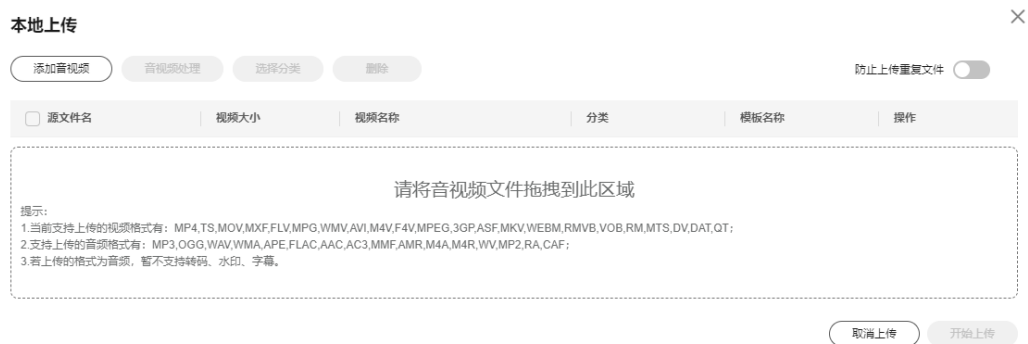 本地上传
添加音视频 音视频处理 选择分类 删除 防止上传重复文件
源文件名 视频大小 视频名称 分类 模板名称 操作
请将音视频文件拖拽到此区域
提示：
1.当前支持上传的视频格式有：MP4,TS,MOV,MXF,FLV,MPG,WMV,AVI,M4V,F4V,MPEG,3GP,ASF,MKV,WEBM,RMVB,VOB,RM,MTS,DV,DAT,QT；
2.支持上传的音频格式有：MP3,OGG,WAV,WMA,APE,FLAC,AAC,AC3,MMF,AMR,M4A,M4R,WV,MP2,RA,CAF；
3.若上传的格式为音频，暂不支持转码、水印、字幕。
取消上传 开始上传